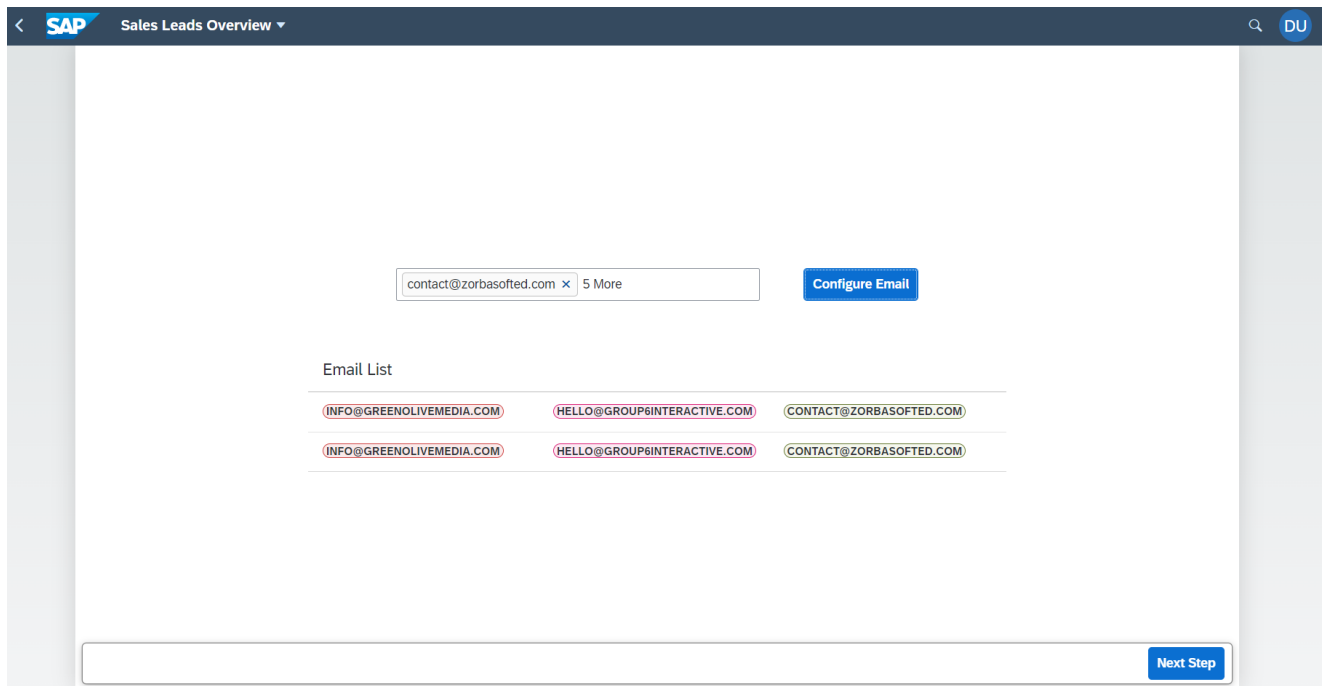 SAP Sales Leads Overview DU
contact@zorbasofted.com 5 More Configure Email
Email List
INFO@GREENOLIVEMEDIA.COM HELLO@GROUP6INTERACTIVE.COM CONTACT@ZORBASOFTED.COM
INFO@GREENOLIVEMEDIA.COM HELLO@GROUP6INTERACTIVE.COM CONTACT@ZORBASOFTED.COM
Next Step